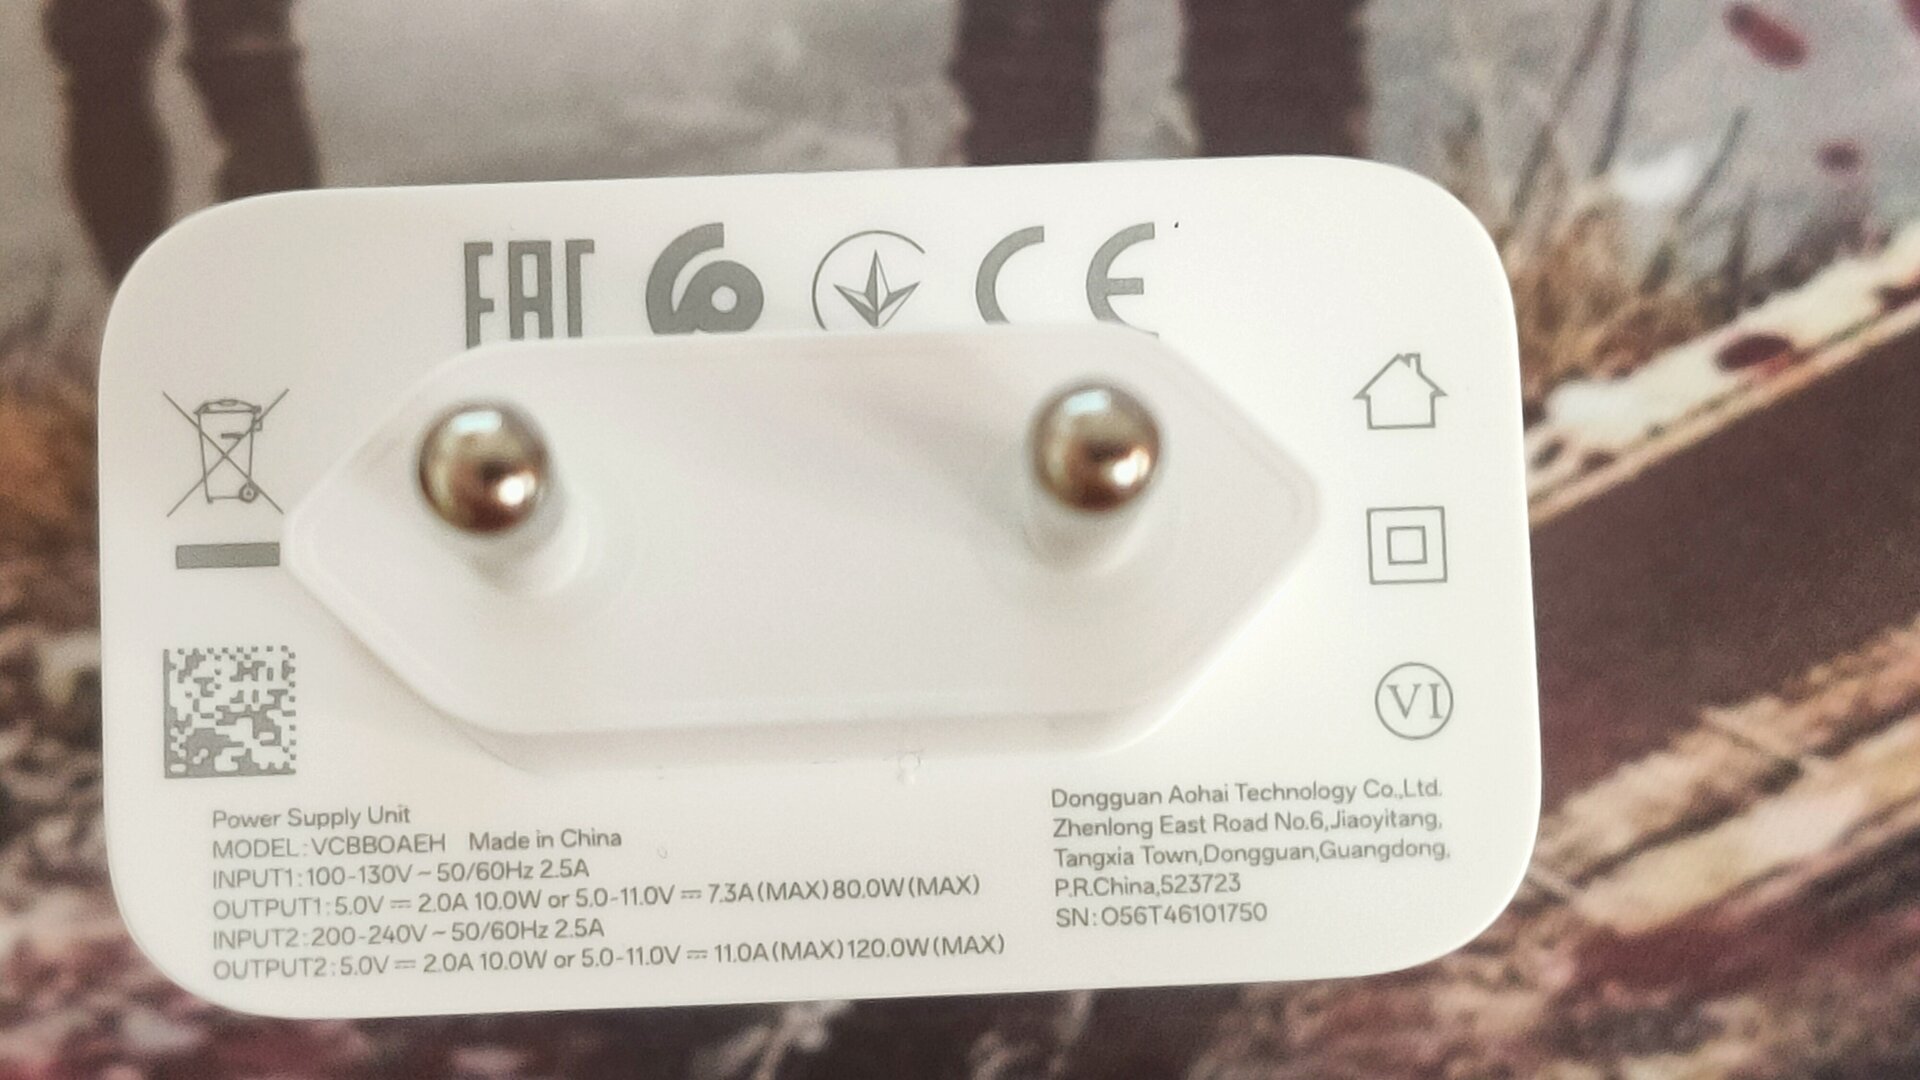 EAC
CE
VI
Power Supply Unit
MODEL:VCBBOAEH Made in China
INPUT1:100-130V~50/60Hz 2.5A
OUTPUT1:5.0V⎓2.0A 10.0W or 5.0-11.0V⎓7.3A(MAX)80.0W(MAX)
INPUT2:200-240V~50/60Hz 2.5A
OUTPUT2:5.0V⎓2.0A 10.0W or 5.0-11.0V⎓11.0A(MAX)120.0W(MAX)
Dongguan Aohai Technology Co.,Ltd.
Zhenlong East Road No.6,Jiaoyitang,
Tangxia Town,Dongguan,Guangdong,
P.R.China,523723
SN:O56T46101750